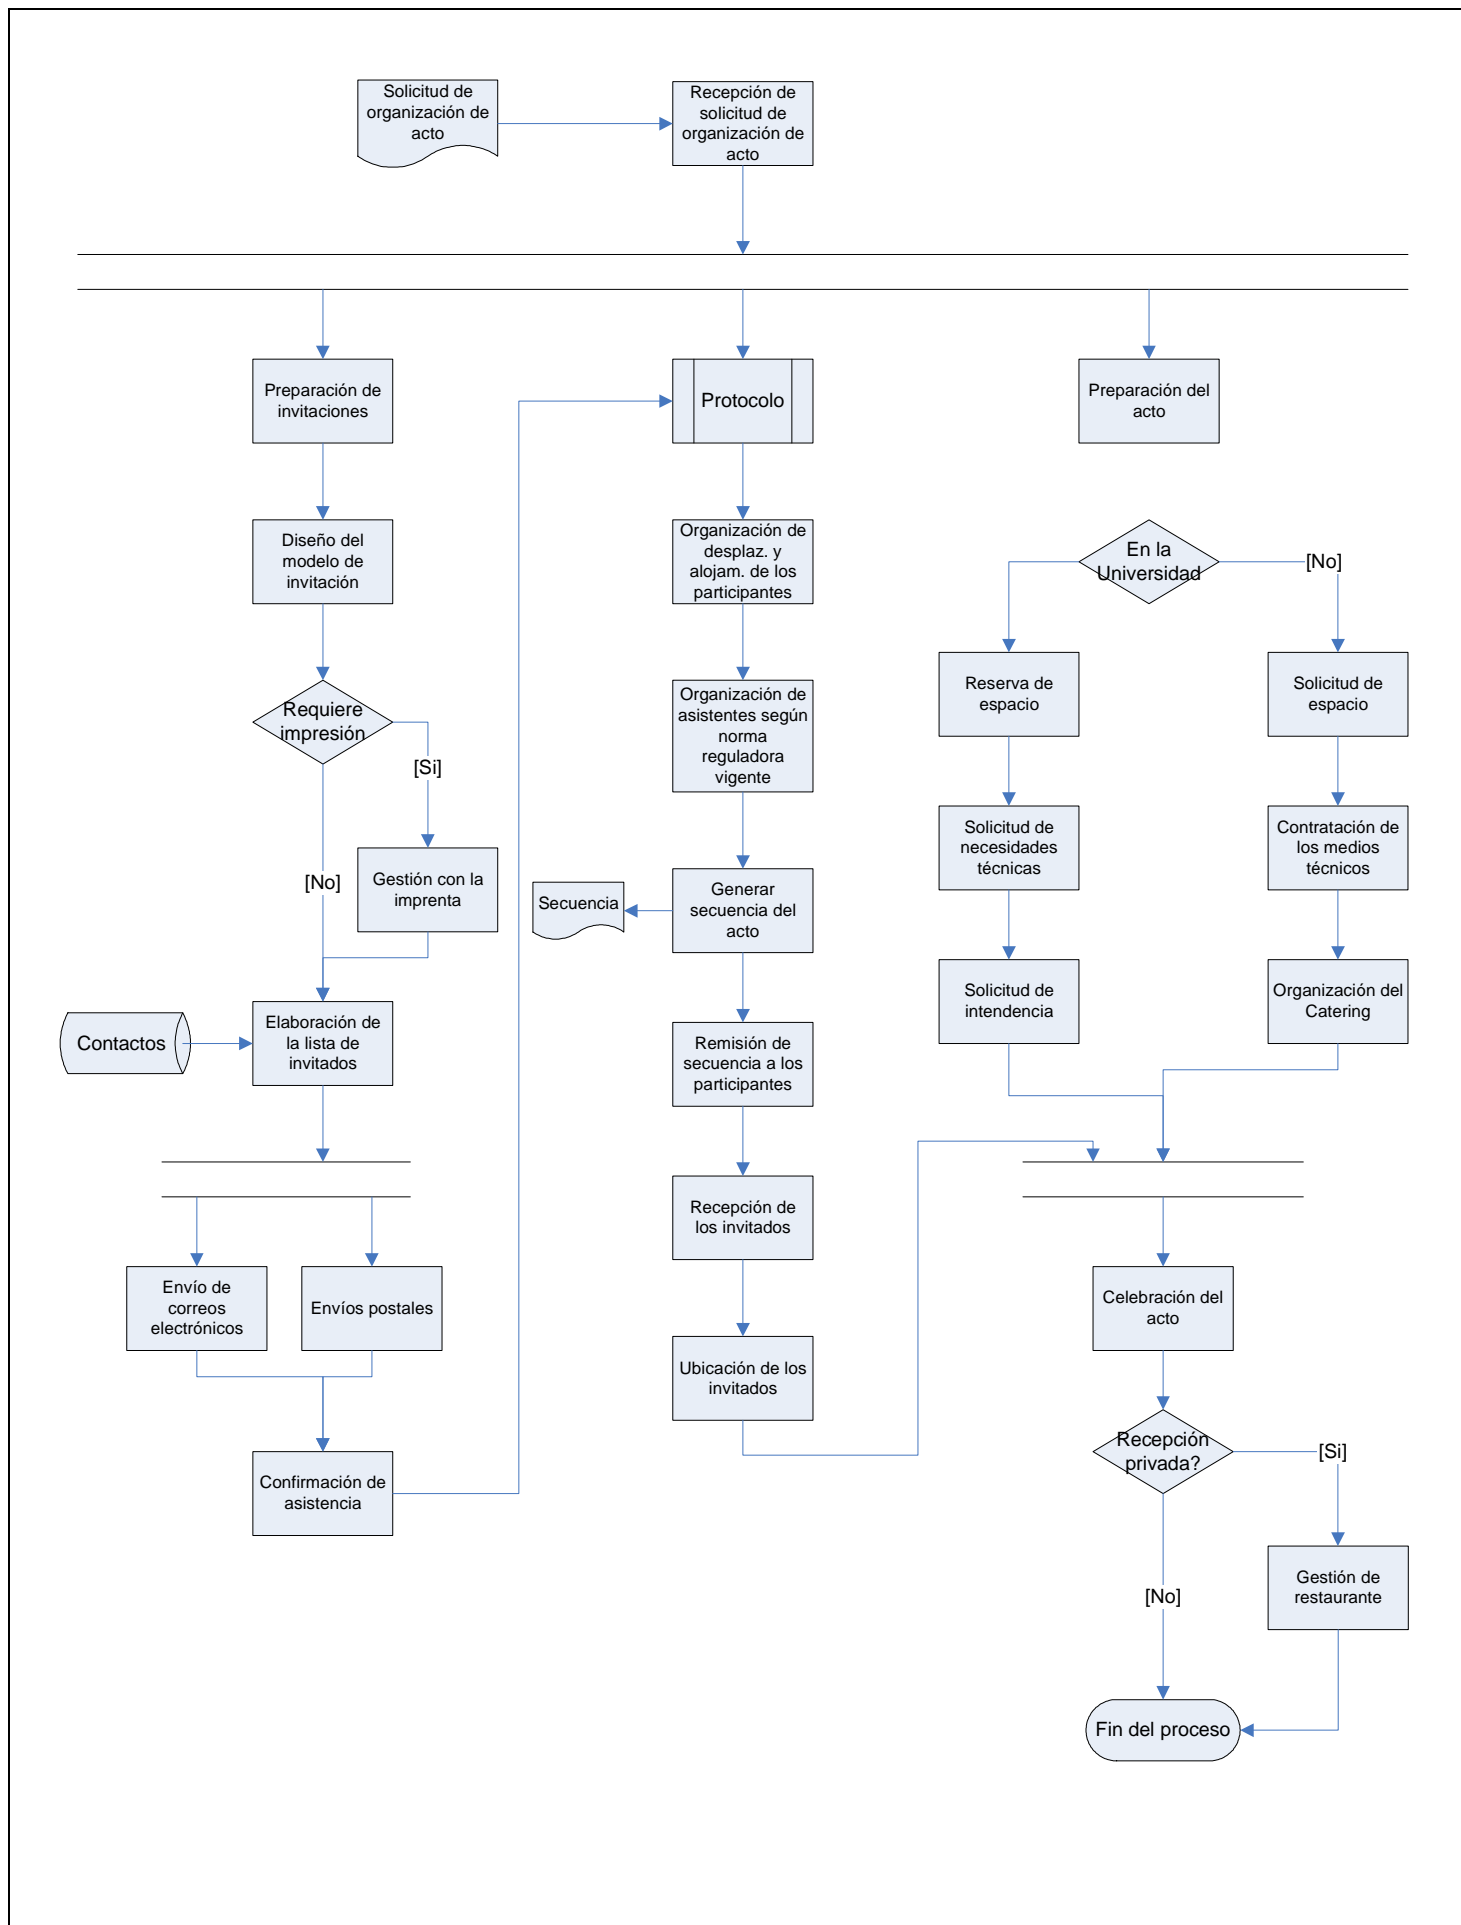 Solicitud de
organización de
acto
Recepción de
solicitud de
organización de
acto
Preparación de
invitaciones
Protocolo
Preparación del
acto
Diseño del
modelo de
invitación
Organización de
desplaz. y
alojam. de los
participantes
En la
Universidad
[No]
Requiere
impresión
[Si]
[No]
Gestión con la
imprenta
Organización de
asistentes según
norma
reguladora
vigente
Reserva de
espacio
Solicitud de
espacio
Solicitud de
necesidades
técnicas
Contratación de
los medios
técnicos
Secuencia
Generar
secuencia del
acto
Solicitud de
intendencia
Organización del
Catering
Contactos
Elaboración de
la lista de
invitados
Remisión de
secuencia a los
participantes
Recepción de
los invitados
Envío de
correos
electrónicos
Envíos postales
Celebración del
acto
Ubicación de los
invitados
Confirmación de
asistencia
Recepción
privada?
[Si]
[No]
Gestión de
restaurante
Fin del proceso